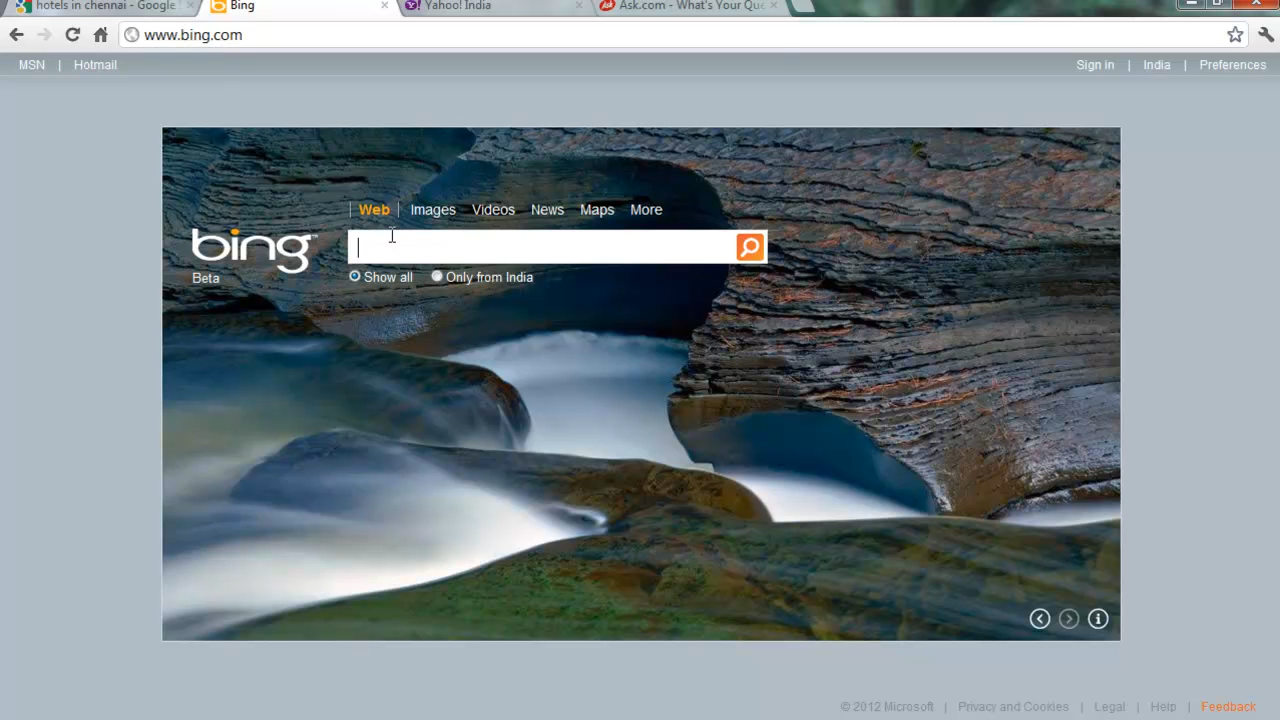 hotels in chennai - Google
Bing
Yahoo! India
Ask.com - What's Your Que
www.bing.com
MSN | Hotmail
Sign in | India | Preferences
Web | Images Videos News Maps More
bing™
Beta
Show all Only from India
© 2012 Microsoft | Privacy and Cookies | Legal | Help | Feedback